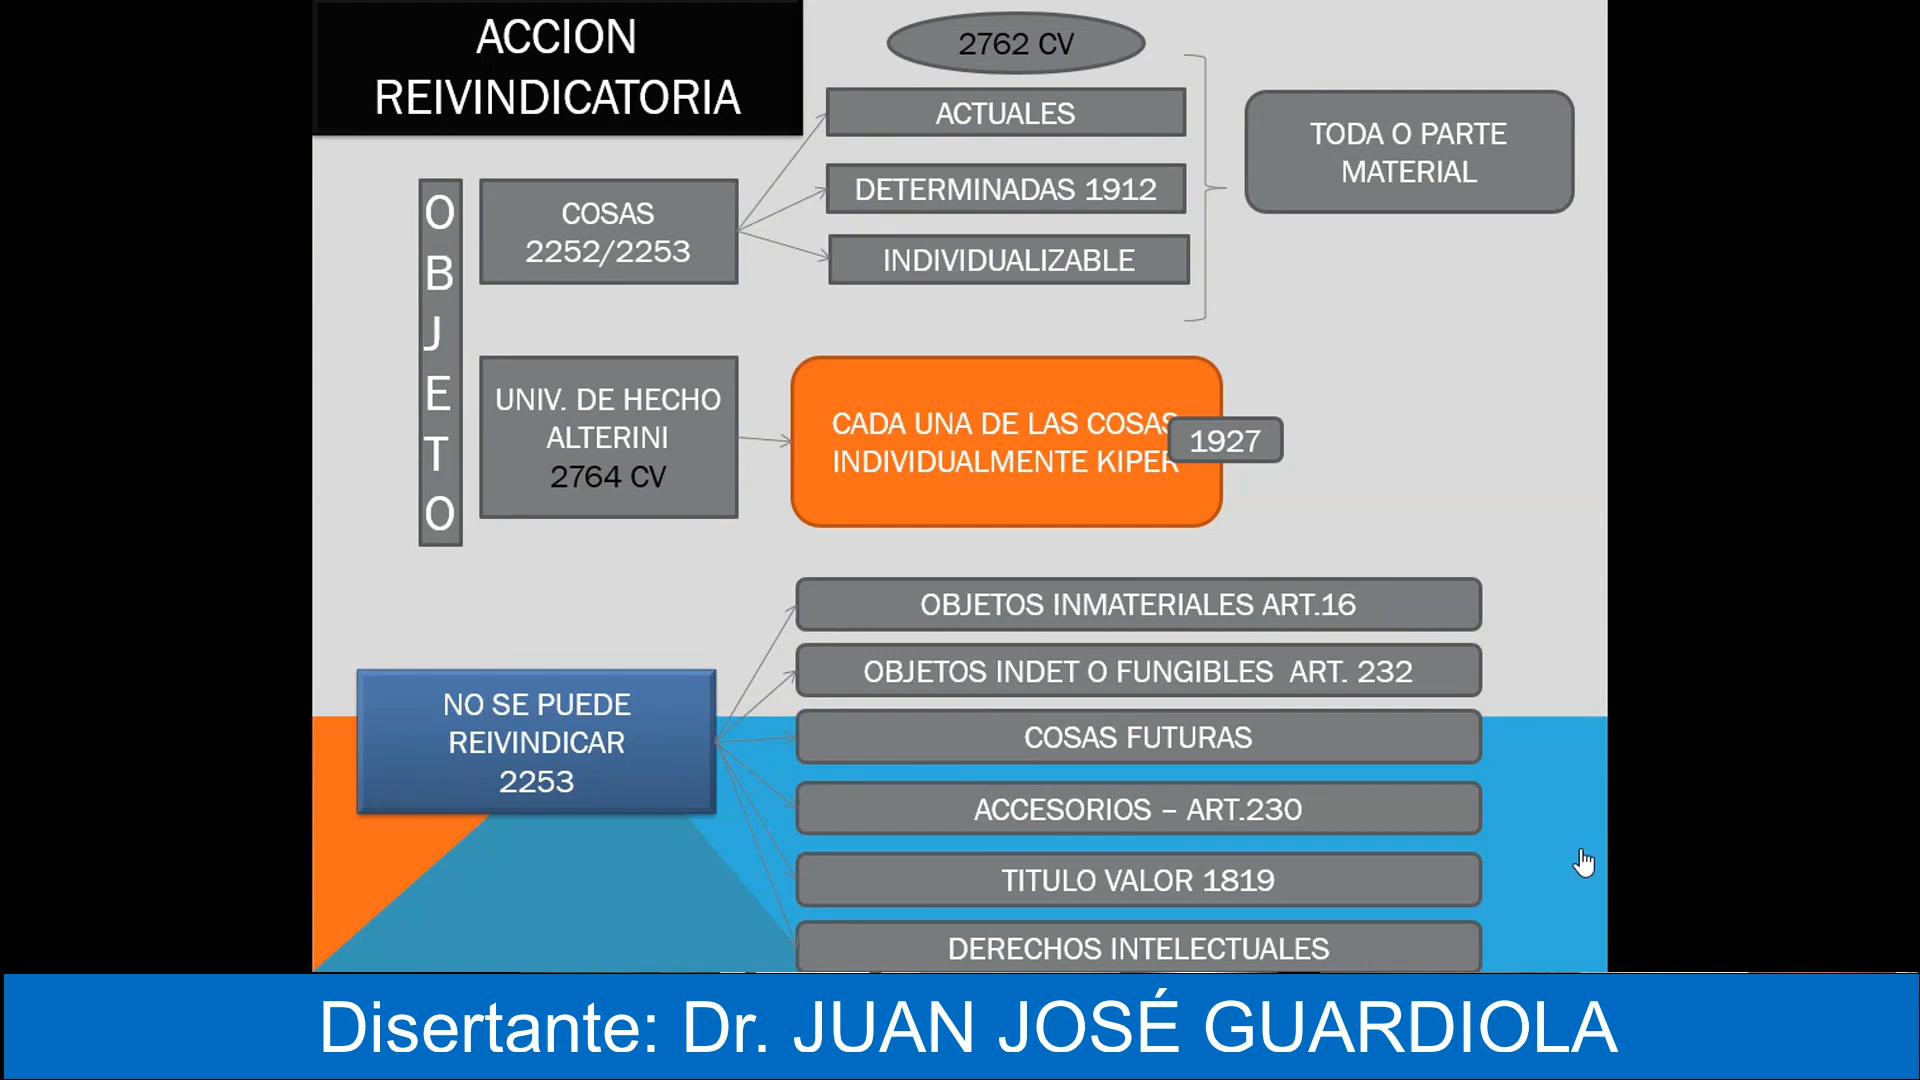 ACCION
REIVINDICATORIA
2762 CV
ACTUALES
DETERMINADAS 1912
INDIVIDUALIZABLE
TODA O PARTE
MATERIAL
OBJETO
COSAS
2252/2253
UNIV. DE HECHO
ALTERINI
2764 CV
CADA UNA DE LAS COSAS
INDIVIDUALMENTE KIPER
1927
NO SE PUEDE
REIVINDICAR
2253
OBJETOS INMATERIALES ART.16
OBJETOS INDET O FUNGIBLES ART. 232
COSAS FUTURAS
ACCESORIOS – ART.230
TITULO VALOR 1819
DERECHOS INTELECTUALES
Disertante: Dr. JUAN JOSÉ GUARDIOLA